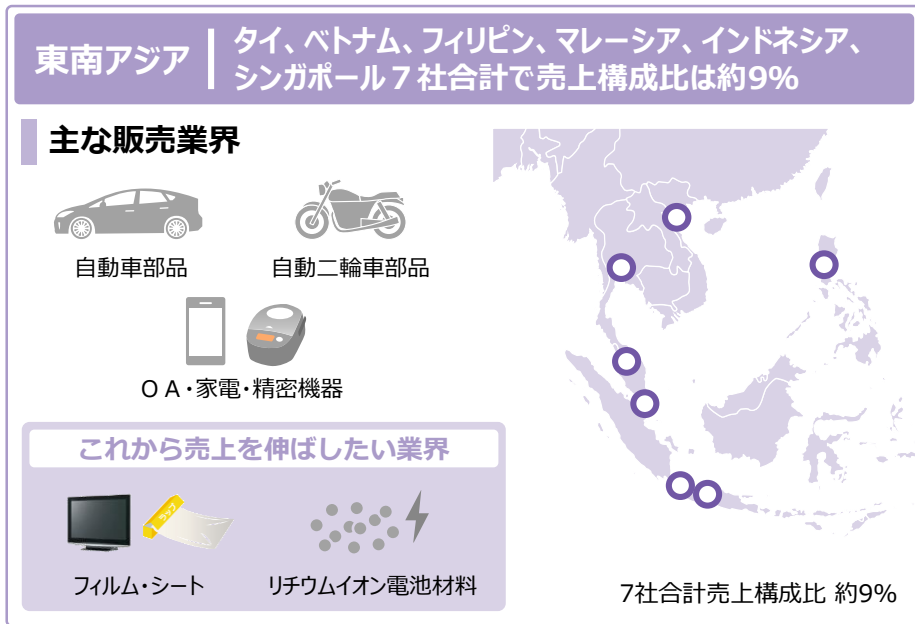 東南アジア
タイ、ベトナム、フィリピン、マレーシア、インドネシア、
シンガポール７社合計で売上構成比は約9%
主な販売業界
自動車部品
自動二輪車部品
ＯＡ・家電・精密機器
これから売上を伸ばしたい業界
ラップ
フィルム・シート
リチウムイオン電池材料
7社合計売上構成比 約9%